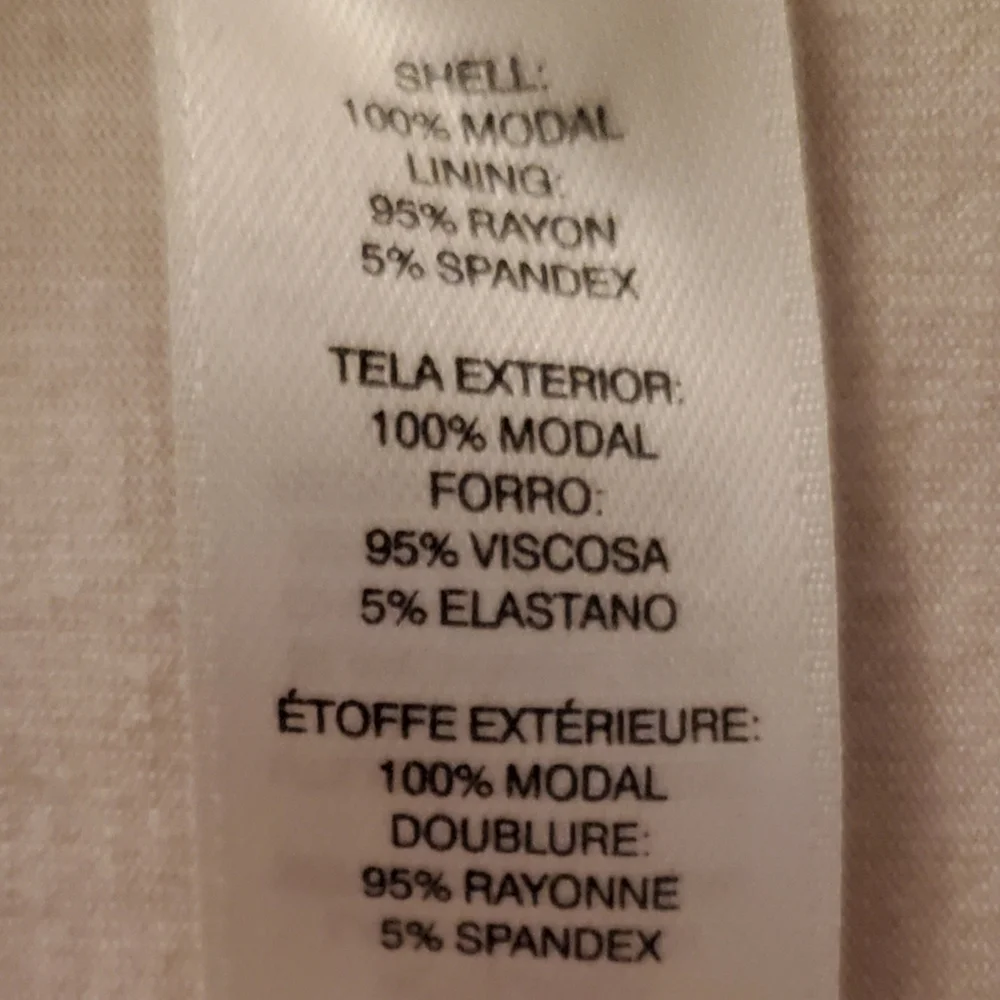 SHELL:
100% MODAL
LINING:
95% RAYON
5% SPANDEX
TELA EXTERIOR:
100% MODAL
FORRO:
95% VISCOSA
5% ELASTANO
ÉTOFFE EXTÉRIEURE:
100% MODAL
DOUBLURE:
95% RAYONNE
5% SPANDEX